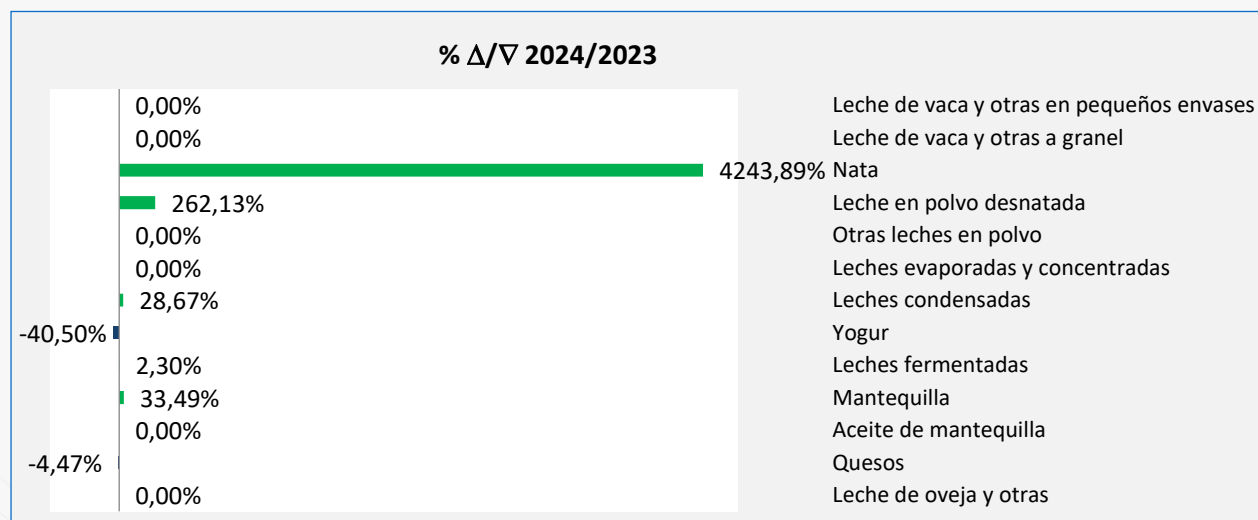 % Δ/∇ 2024/2023
0,00% Leche de vaca y otras en pequeños envases
0,00% Leche de vaca y otras a granel
4243,89% Nata
262,13% Leche en polvo desnatada
0,00% Otras leches en polvo
0,00% Leches evaporadas y concentradas
28,67% Leches condensadas
-40,50% Yogur
2,30% Leches fermentadas
33,49% Mantequilla
0,00% Aceite de mantequilla
-4,47% Quesos
0,00% Leche de oveja y otras